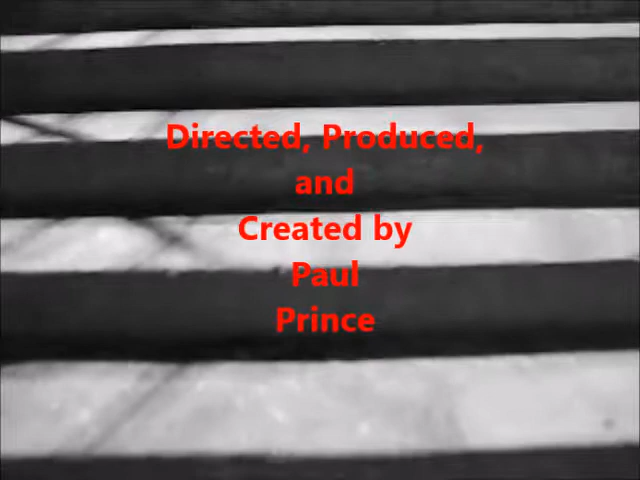 Directed, Produced,
and
Created by
Paul
Prince